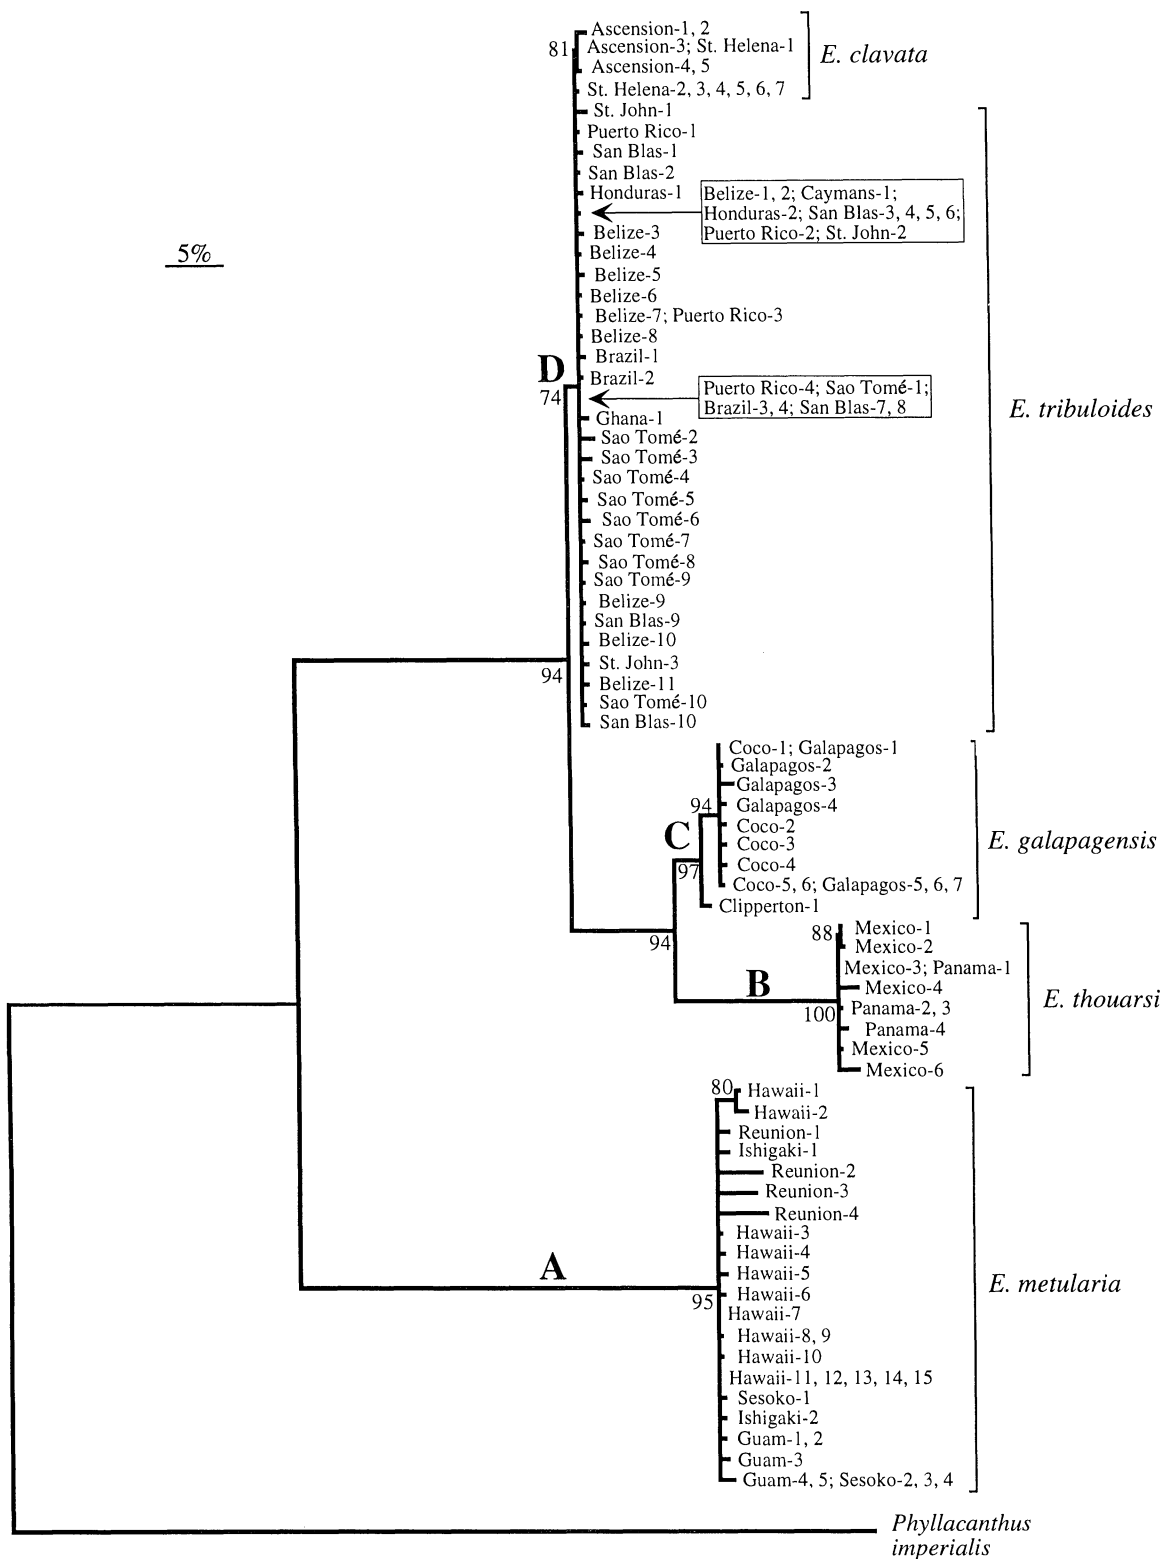 Ascension-1, 2
81
Ascension-3; St. Helena-1
E. clavata
Ascension-4, 5
St. Helena-2, 3, 4, 5, 6, 7
St. John-1
Puerto Rico-1
San Blas-1
San Blas-2
Honduras-1
Belize-1, 2; Caymans-1;
Honduras-2; San Blas-3, 4, 5, 6;
Puerto Rico-2; St. John-2
Belize-3
5%
Belize-4
Belize-5
Belize-6
Belize-7; Puerto Rico-3
Belize-8
Brazil-1
D
Brazil-2
74
Puerto Rico-4; Sao Tomé-1;
Brazil-3, 4; San Blas-7, 8
E. tribuloides
Ghana-1
Sao Tomé-2
Sao Tomé-3
Sao Tomé-4
Sao Tomé-5
Sao Tomé-6
Sao Tomé-7
Sao Tomé-8
Sao Tomé-9
Belize-9
San Blas-9
Belize-10
St. John-3
94
Belize-11
Sao Tomé-10
San Blas-10
Coco-1; Galapagos-1
Galapagos-2
Galapagos-3
94
Galapagos-4
Coco-2
C
Coco-3
E. galapagensis
Coco-4
97
Coco-5, 6; Galapagos-5, 6, 7
Clipperton-1
Mexico-1
88
Mexico-2
94
Mexico-3; Panama-1
B
Mexico-4
E. thouarsi
Panama-2, 3
100
Panama-4
Mexico-5
Mexico-6
80
Hawaii-1
Hawaii-2
Reunion-1
Ishigaki-1
Reunion-2
Reunion-3
Reunion-4
Hawaii-3
Hawaii-4
A
Hawaii-5
E. metularia
Hawaii-6
95
Hawaii-7
Hawaii-8, 9
Hawaii-10
Hawaii-11, 12, 13, 14, 15
Sesoko-1
Ishigaki-2
Guam-1, 2
Guam-3
Guam-4, 5; Sesoko-2, 3, 4
Phyllacanthus
imperialis